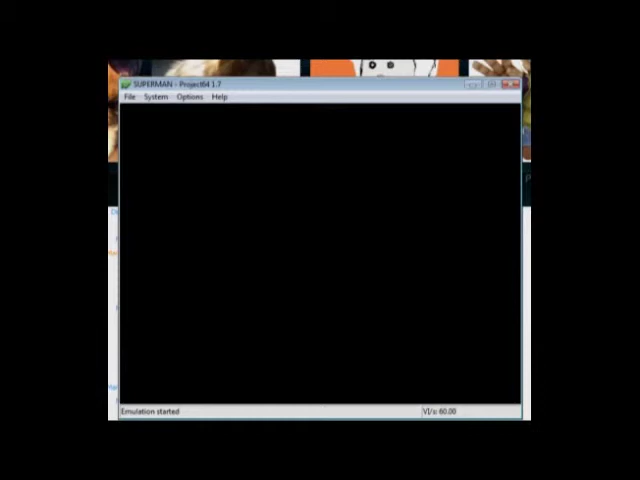 SUPERMAN - Project64 1.7
File System Options Help
Emulation started VI/s: 60.00